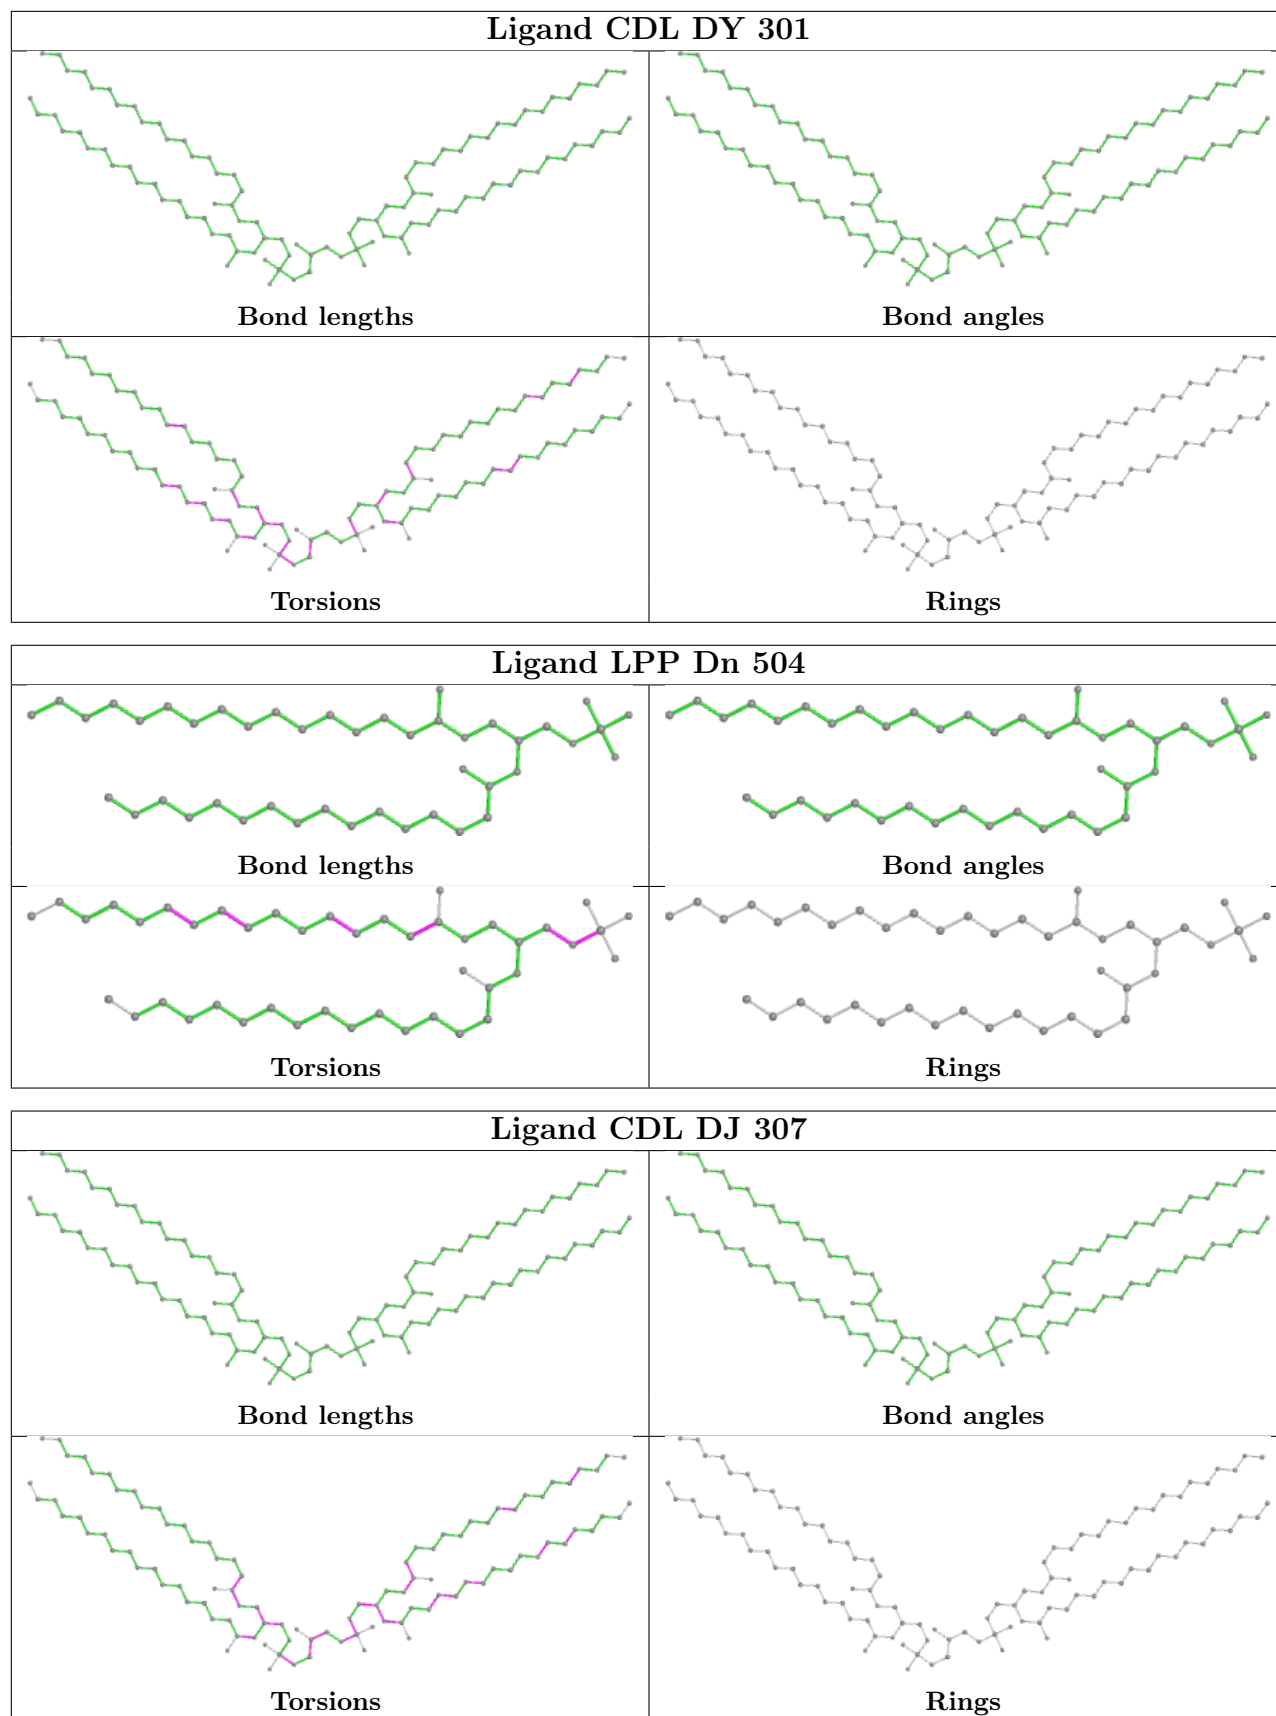 Ligand CDL DY 301
Bond lengths
Bond angles
Torsions
Rings
Ligand LPP Dn 504
Bond lengths
Bond angles
Torsions
Rings
Ligand CDL DJ 307
Bond lengths
Bond angles
Torsions
Rings